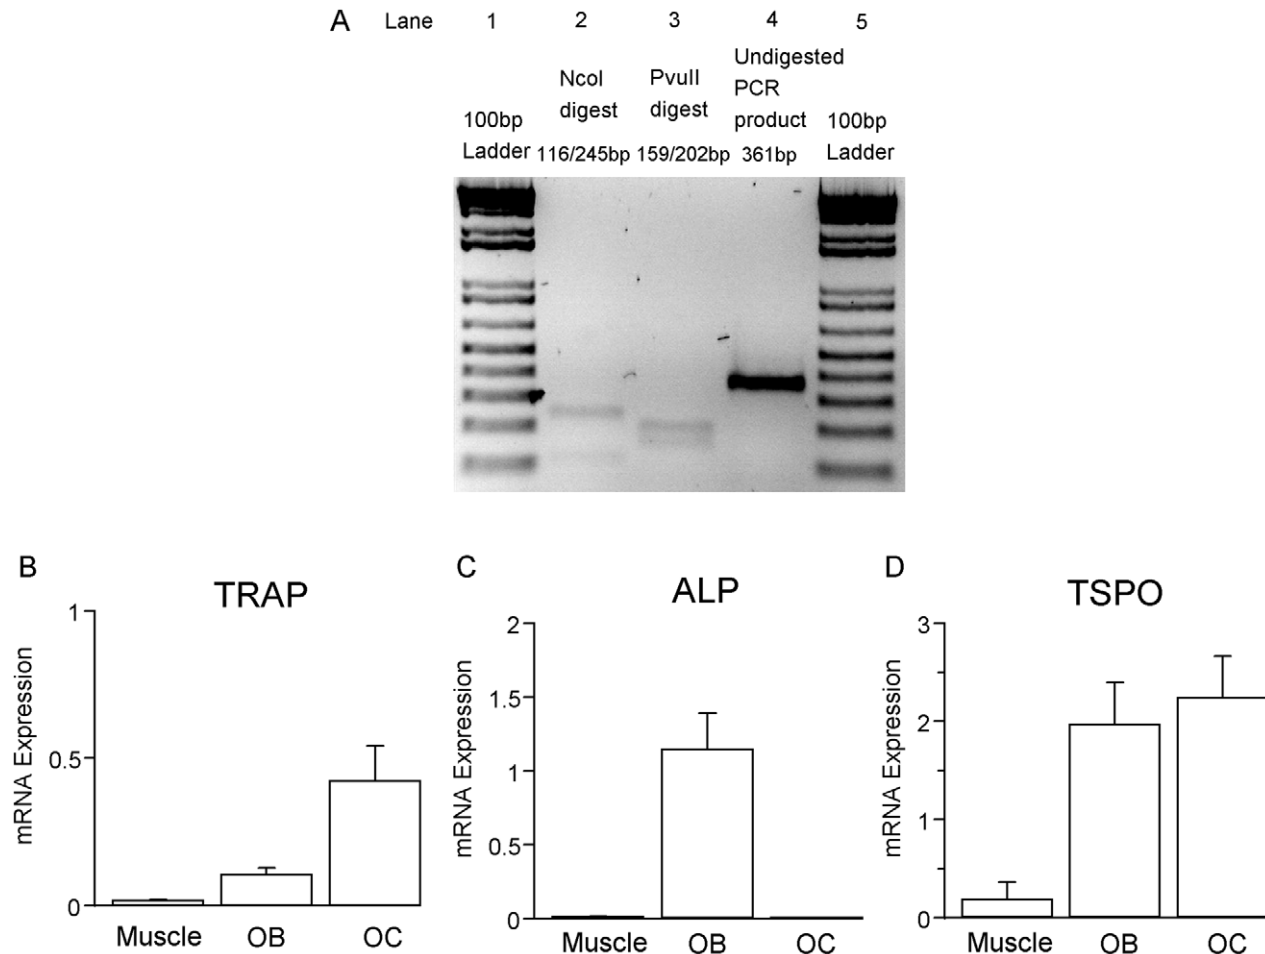 A Lane 1 2 3 4 5
100bp Ladder
NcoI digest
116/245bp
PvuII digest
159/202bp
Undigested PCR product
361bp
100bp Ladder
B
TRAP
mRNA Expression
1
0.5
0
Muscle OB OC
C
ALP
mRNA Expression
2
1.5
1
0.5
0
Muscle OB OC
D
TSPO
mRNA Expression
3
2
1
0
Muscle OB OC